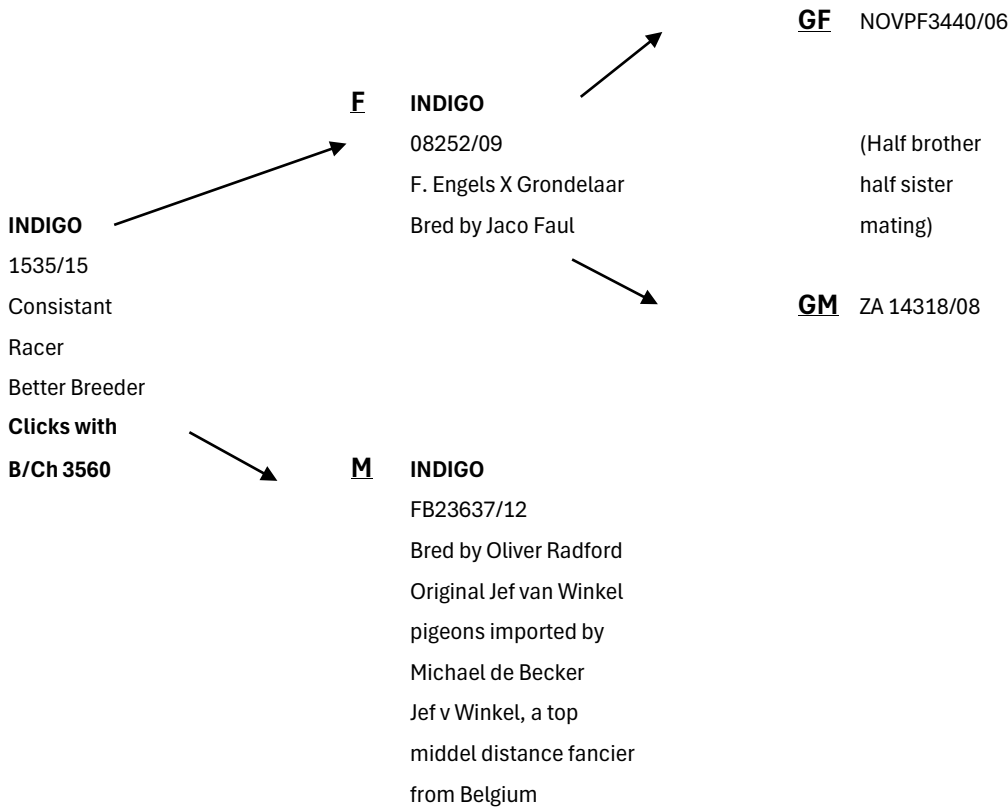 INDIGO
1535/15
Consistant
Racer
Better Breeder
Clicks with
B/Ch 3560
F INDIGO
08252/09
F. Engels X Grondelaar
Bred by Jaco Faul
GF NOVPF3440/06
(Half brother
half sister
mating)
GM ZA 14318/08
M INDIGO
FB23637/12
Bred by Oliver Radford
Original Jef van Winkel
pigeons imported by
Michael de Becker
Jef v Winkel, a top
middel distance fancier
from Belgium